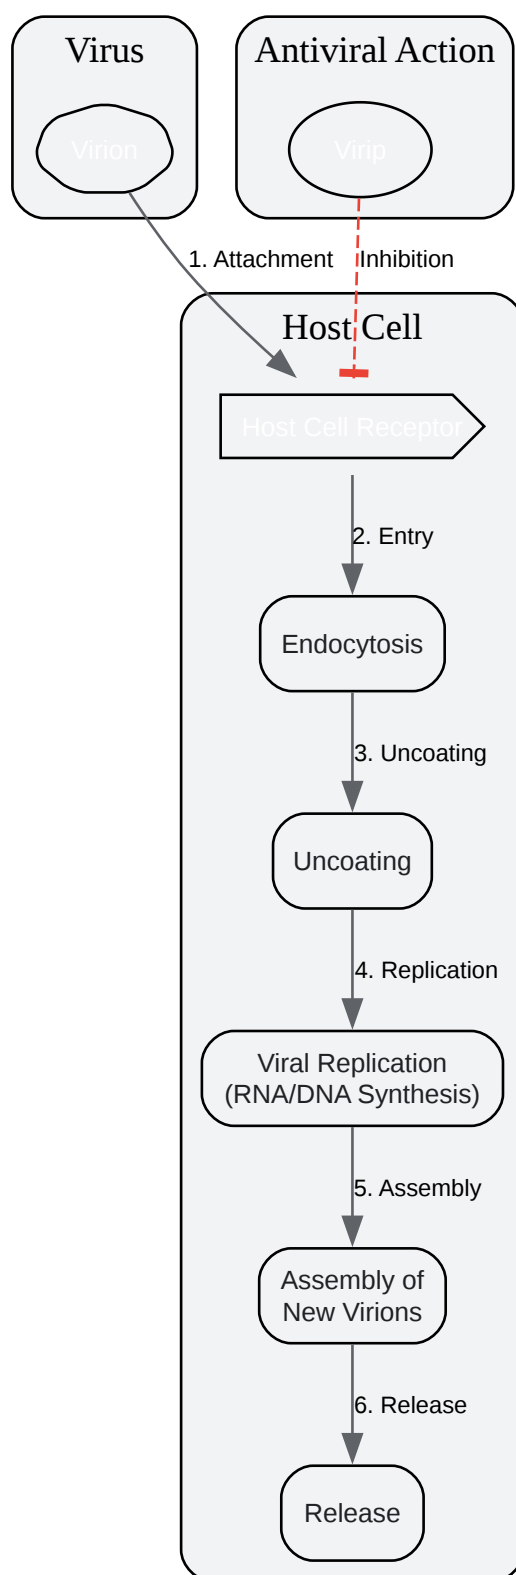 Virus
Antiviral Action
Virion
Virip
1. Attachment
Inhibition
Host Cell
Host Cell Receptor
2. Entry
Endocytosis
3. Uncoating
Uncoating
4. Replication
Viral Replication
(RNA/DNA Synthesis)
5. Assembly
Assembly of
New Virions
6. Release
Release